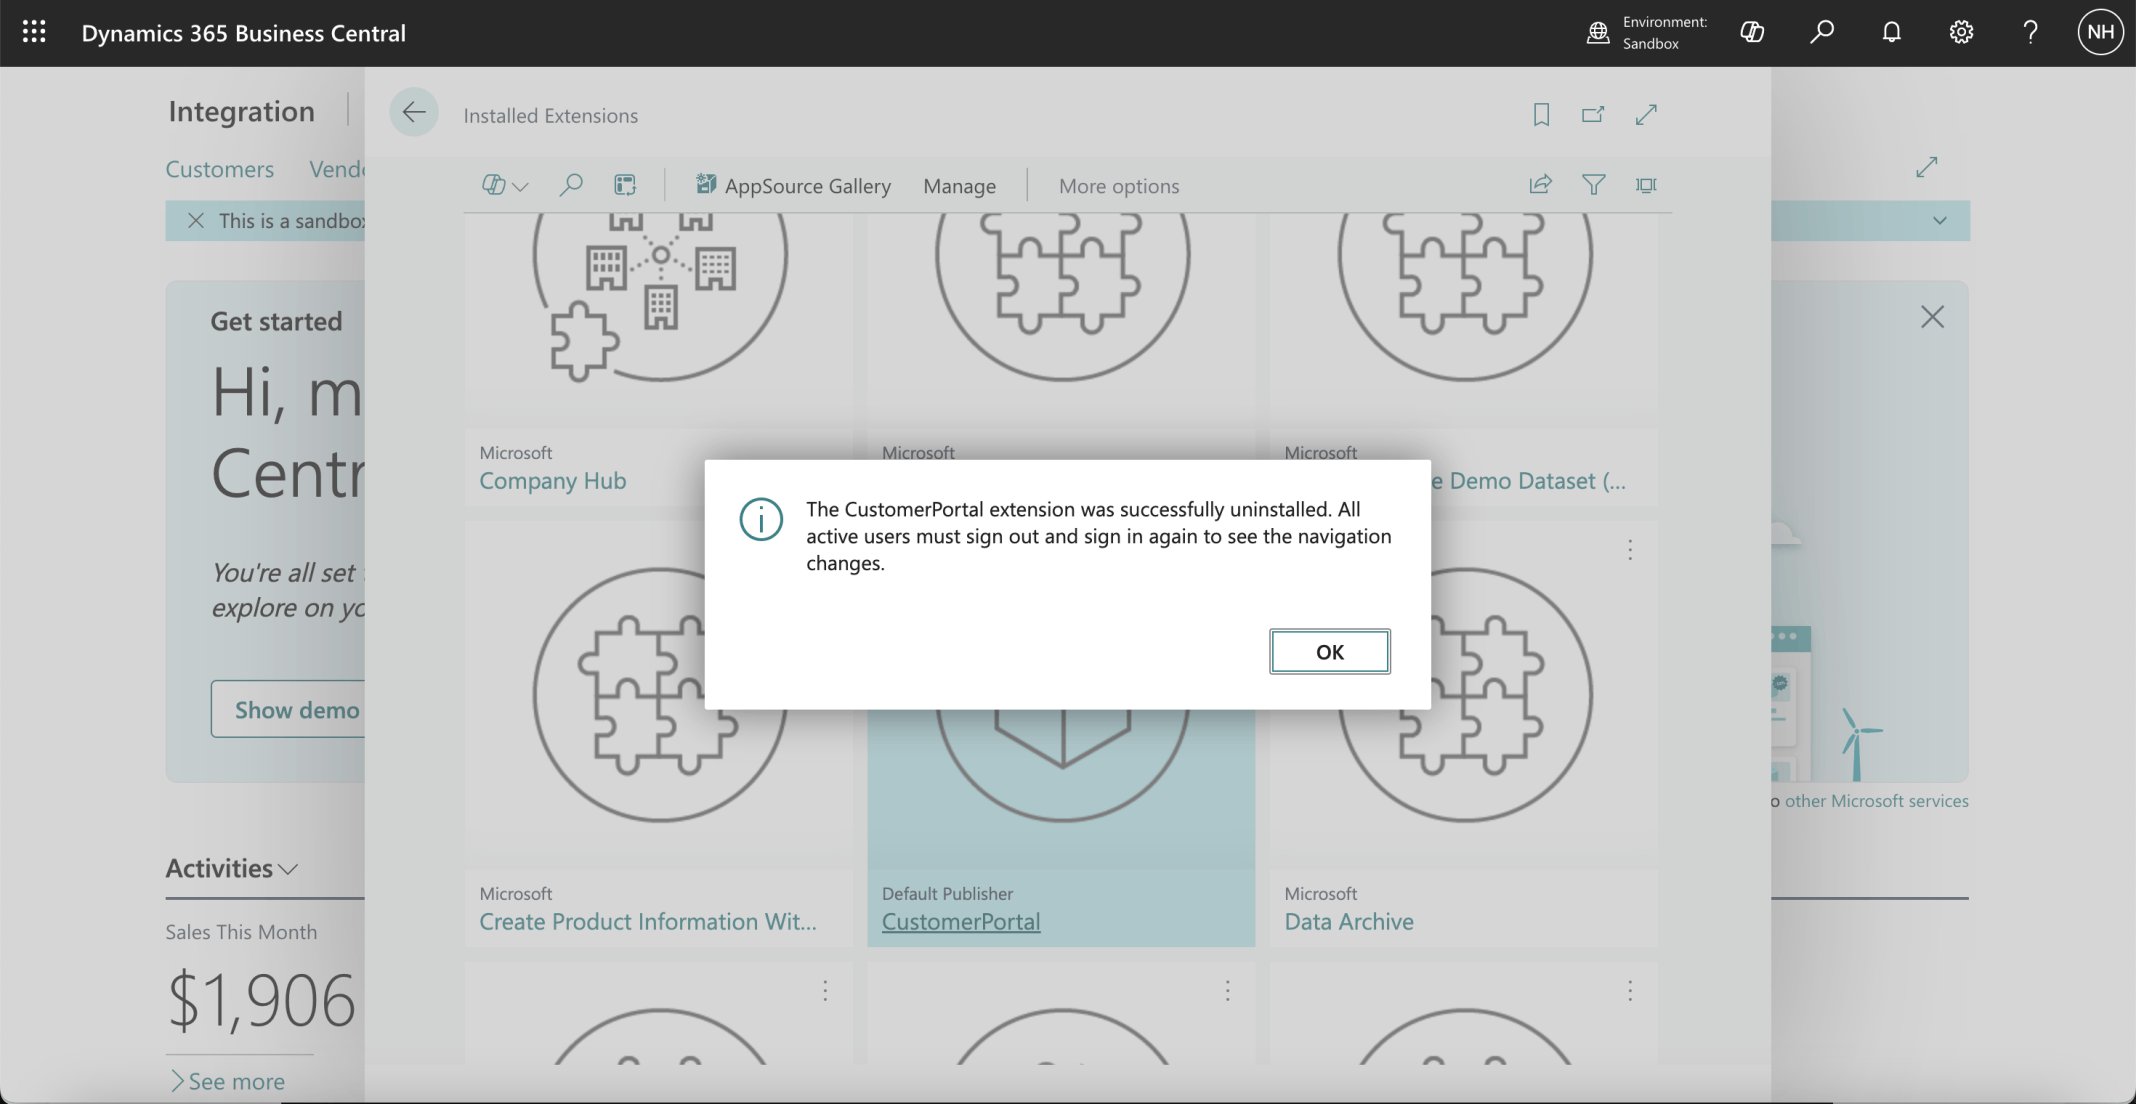 Dynamics 365 Business Central
Environment:
Sandbox
NH
Integration
Installed Extensions
Customers
AppSource Gallery
Manage
More options
This is a
Get started
Hi,
You're all set
explore on
Show demo
Microsoft
Company Hub
Microsoft
Microsoft
Demo Dataset (...
The CustomerPortal extension was successfully uninstalled. All
active users must sign out and sign in again to see the navigation
changes.
OK
Microsoft
Create Product Information Wit...
Default Publisher
CustomerPortal
Microsoft
Data Archive
other Microsoft services
Activities
Sales This Month
$1,906
See more